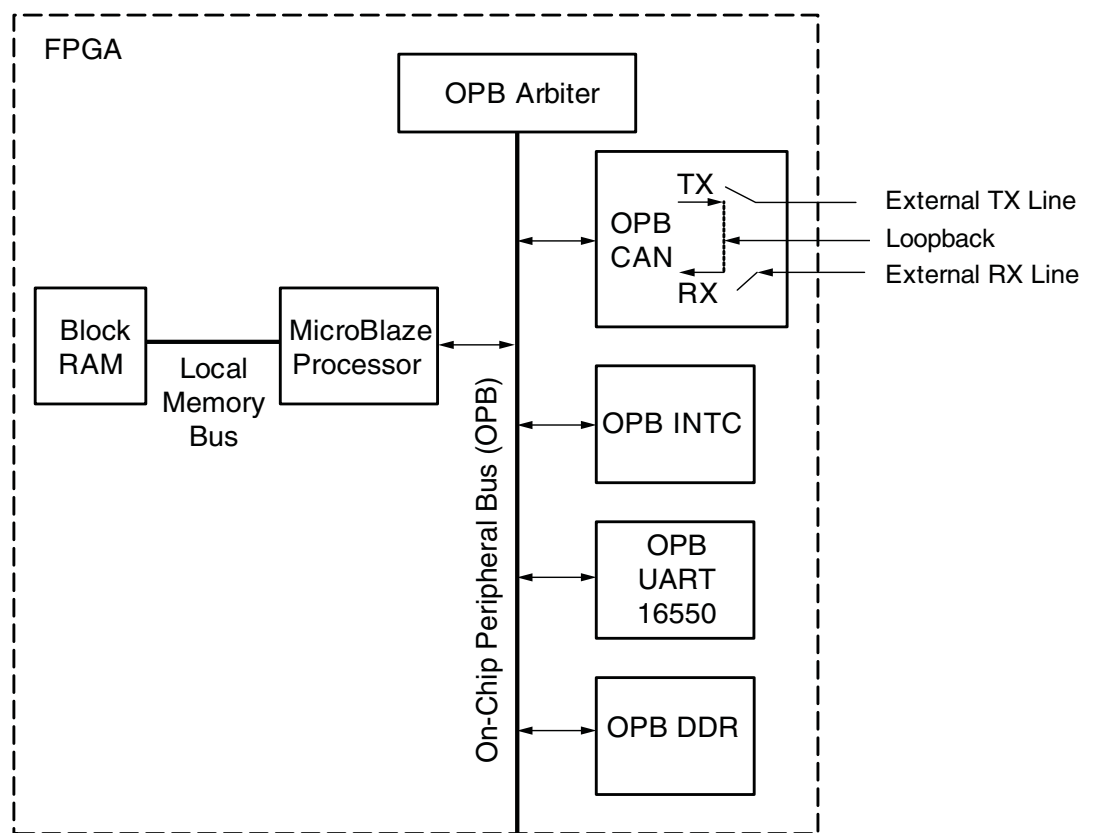 FPGA
OPB Arbiter
TX
OPB
CAN
RX
External TX Line
Loopback
External RX Line
Block
RAM
Local
Memory
Bus
MicroBlaze
Processor
On-Chip Peripheral Bus (OPB)
OPB INTC
OPB
UART
16550
OPB DDR